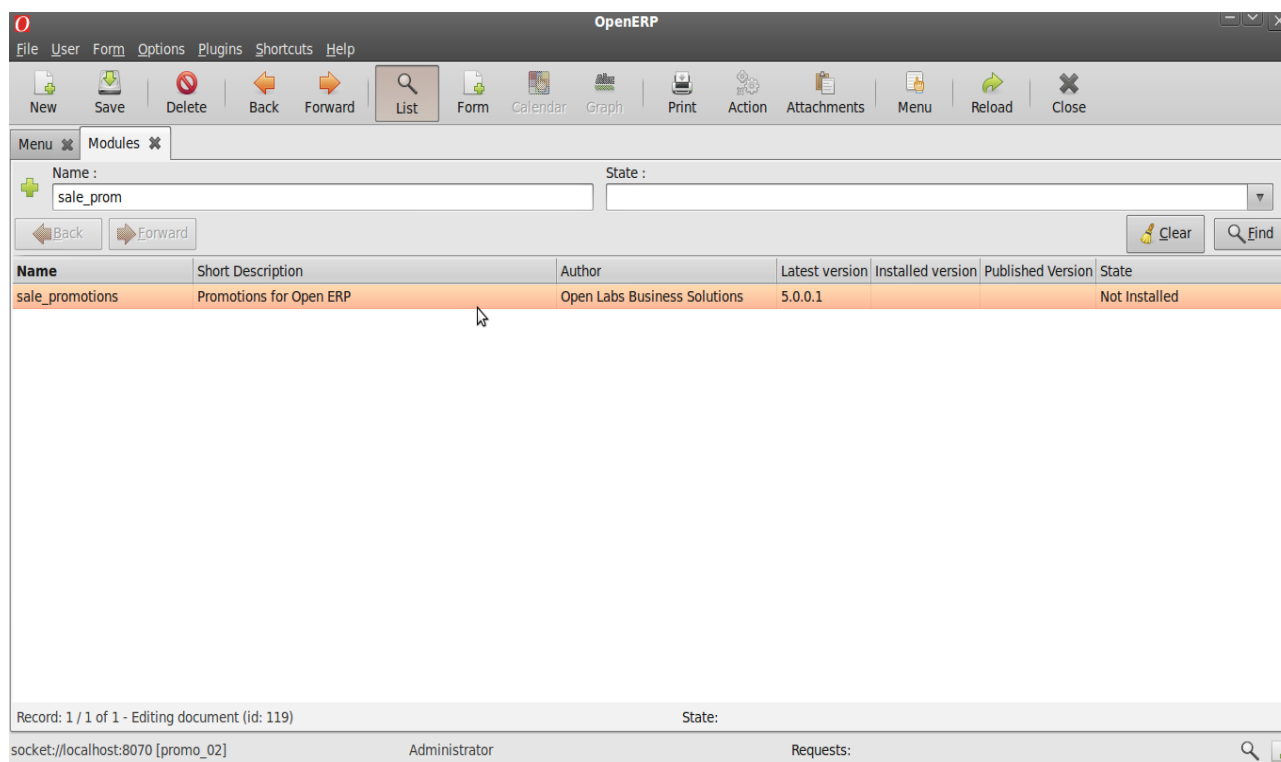 OpenERP
File User Form Options Plugins Shortcuts Help
New Save Delete Back Forward List Form Calendar Graph Print Action Attachments Menu Reload Close
Menu Modules
Name : State :
sale_prom
Back Forward Clear Find
Name Short Description Author Latest version Installed version Published Version State
sale_promotions Promotions for Open ERP Open Labs Business Solutions 5.0.0.1 Not Installed
Record: 1 / 1 of 1 - Editing document (id: 119) State:
socket://localhost:8070 [promo_02] Administrator Requests: